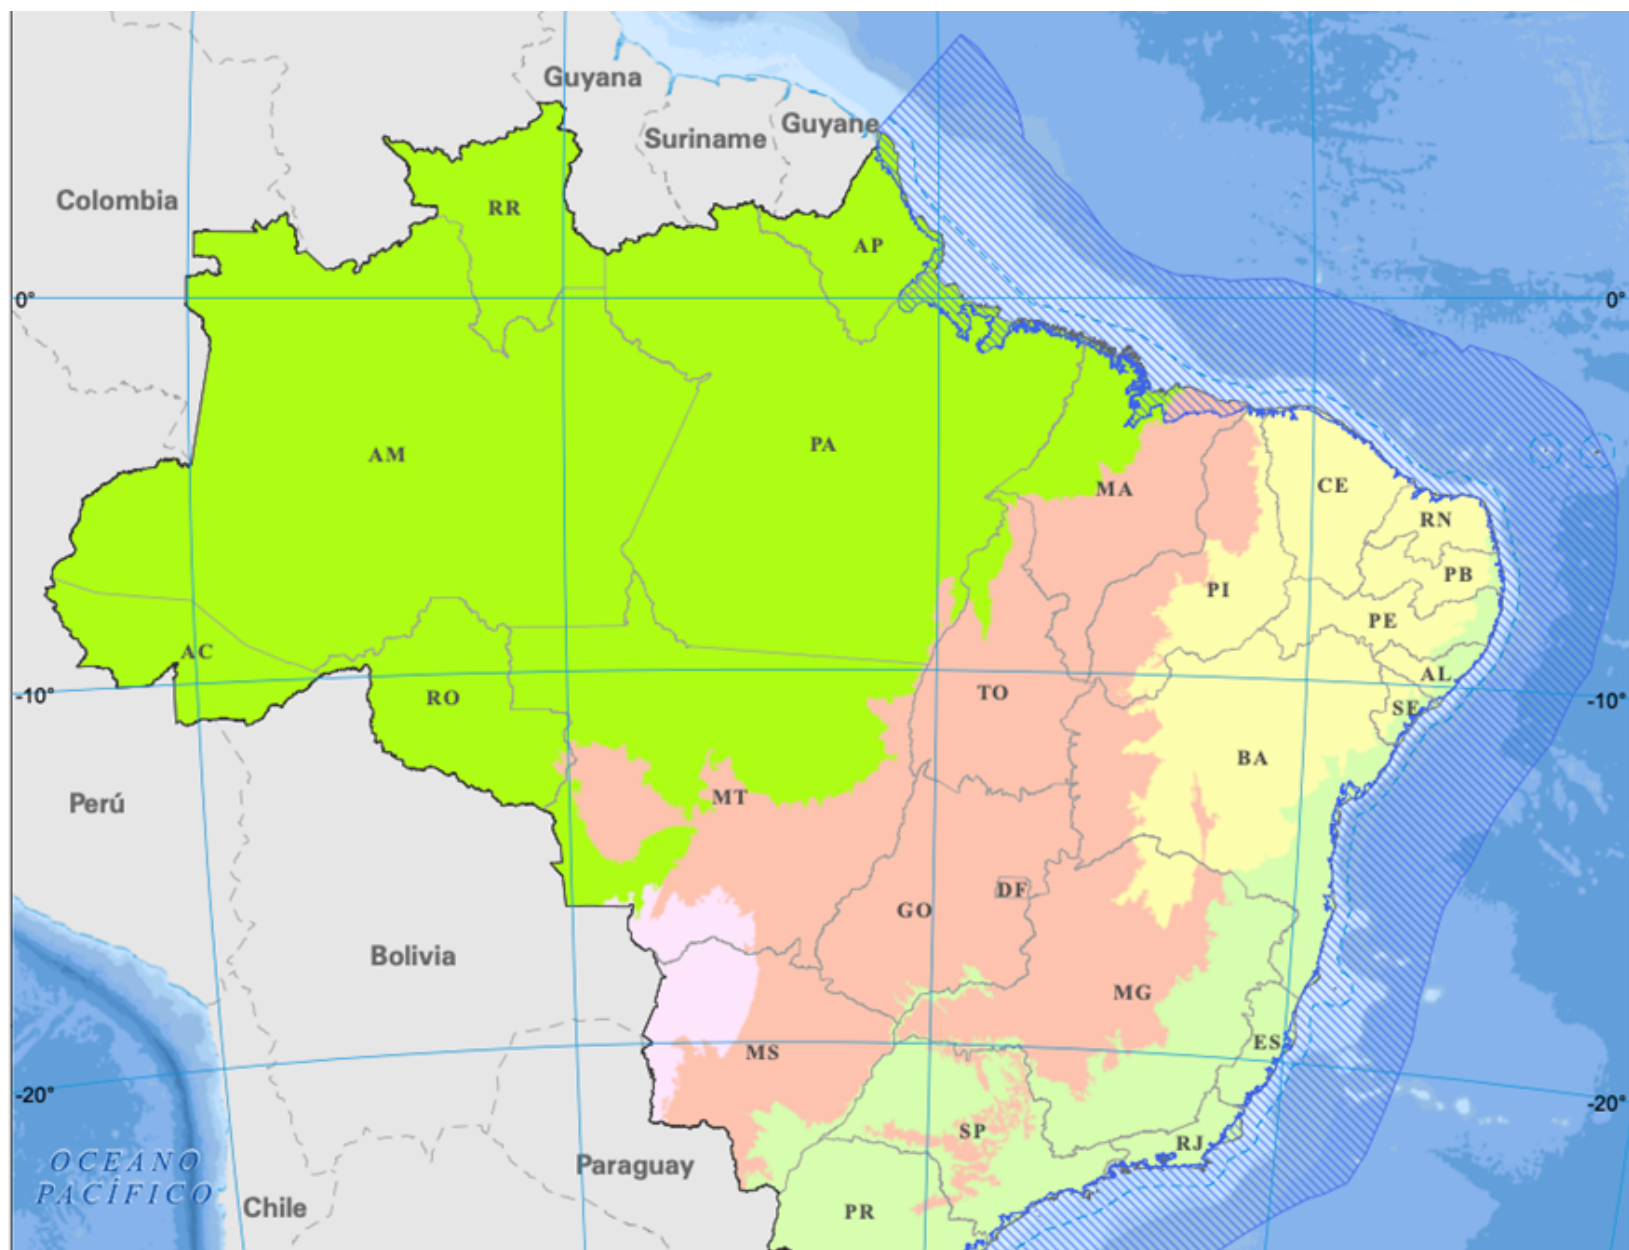 Guyana
Suriname
Guyane
Colombia
RR
AP
0°
0°
AM
PA
MA
CE
RN
PB
PI
PE
AC
AL
-10°
RO
TO
SE
-10°
BA
Perú
MT
DF
GO
Bolivia
MG
MS
ES
-20°
-20°
SP
RJ
OCEANO
PACÍFICO
Paraguay
Chile
PR